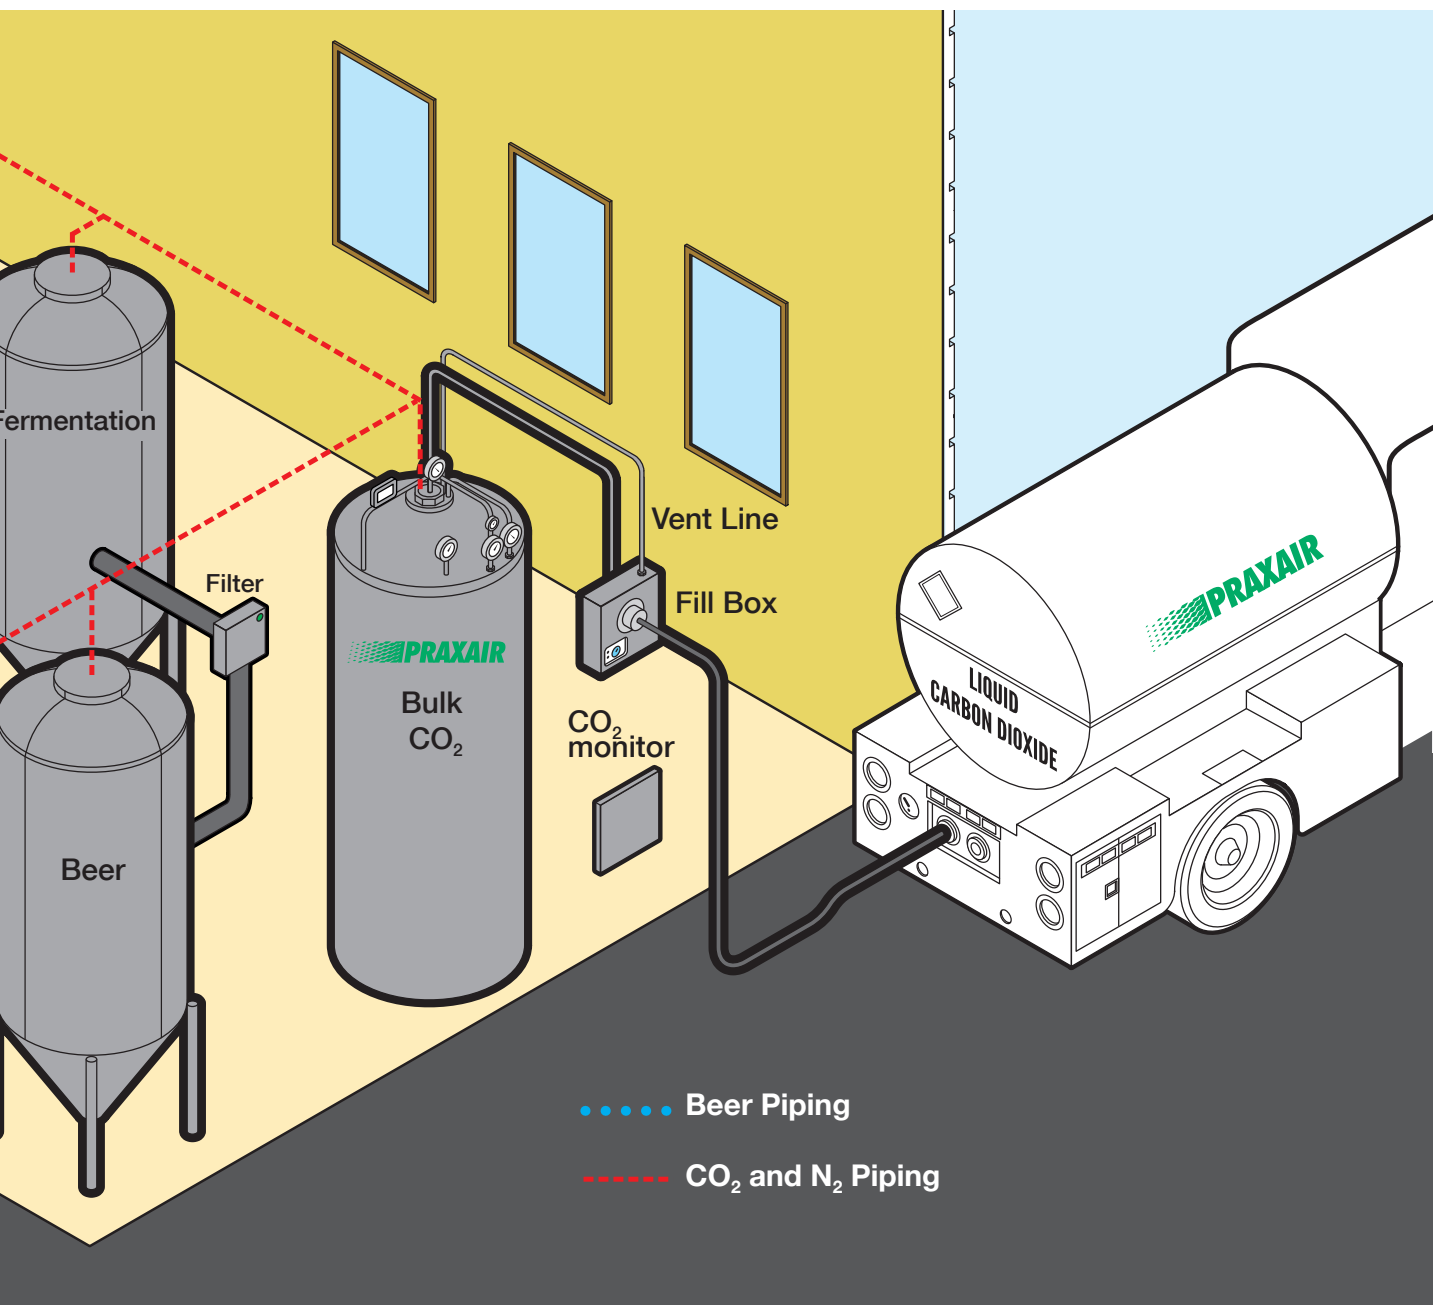 Fermentation
Filter
Vent Line
Fill Box
PRAXAIR
PRAXAIR
Bulk
CO₂
CO₂
monitor
LIQUID
CARBON DIOXIDE
Beer
Beer Piping
CO₂ and N₂ Piping